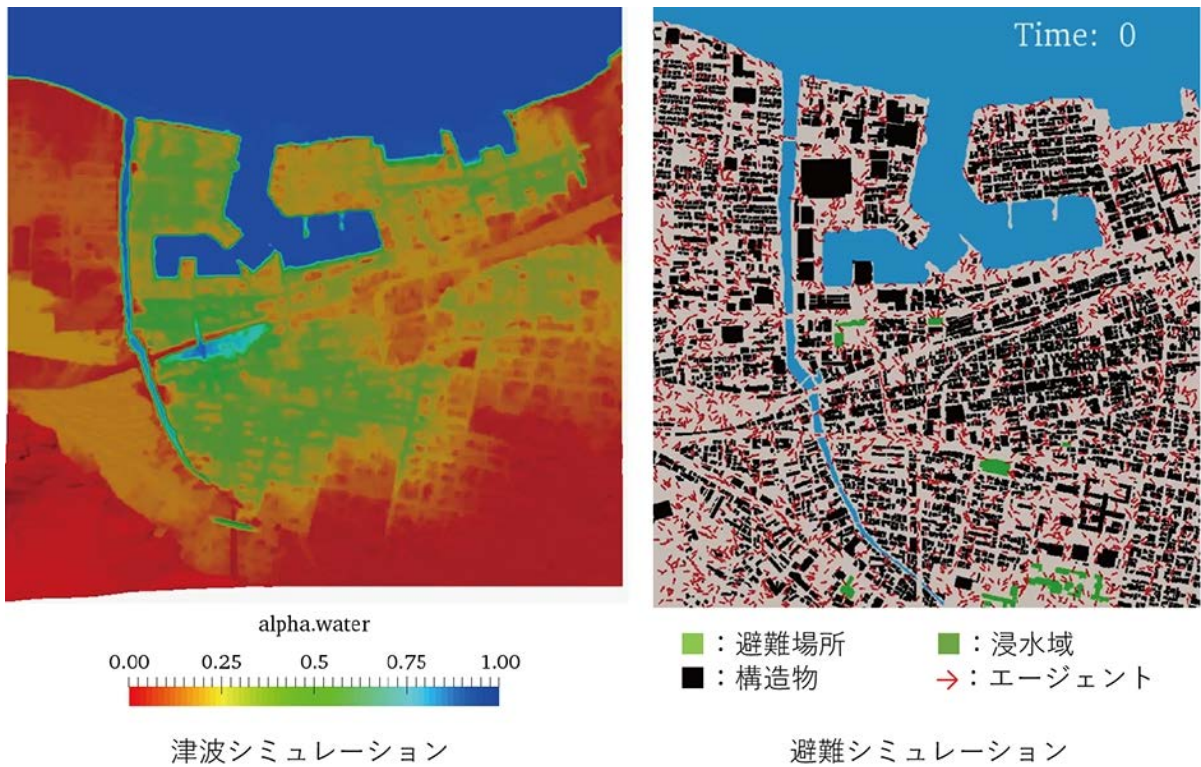 Time: 0
alpha.water
0.00 0.25 0.5 0.75 1.00
津波シミュレーション
：避難場所
：浸水域
：構造物
：エージェント
避難シミュレーション